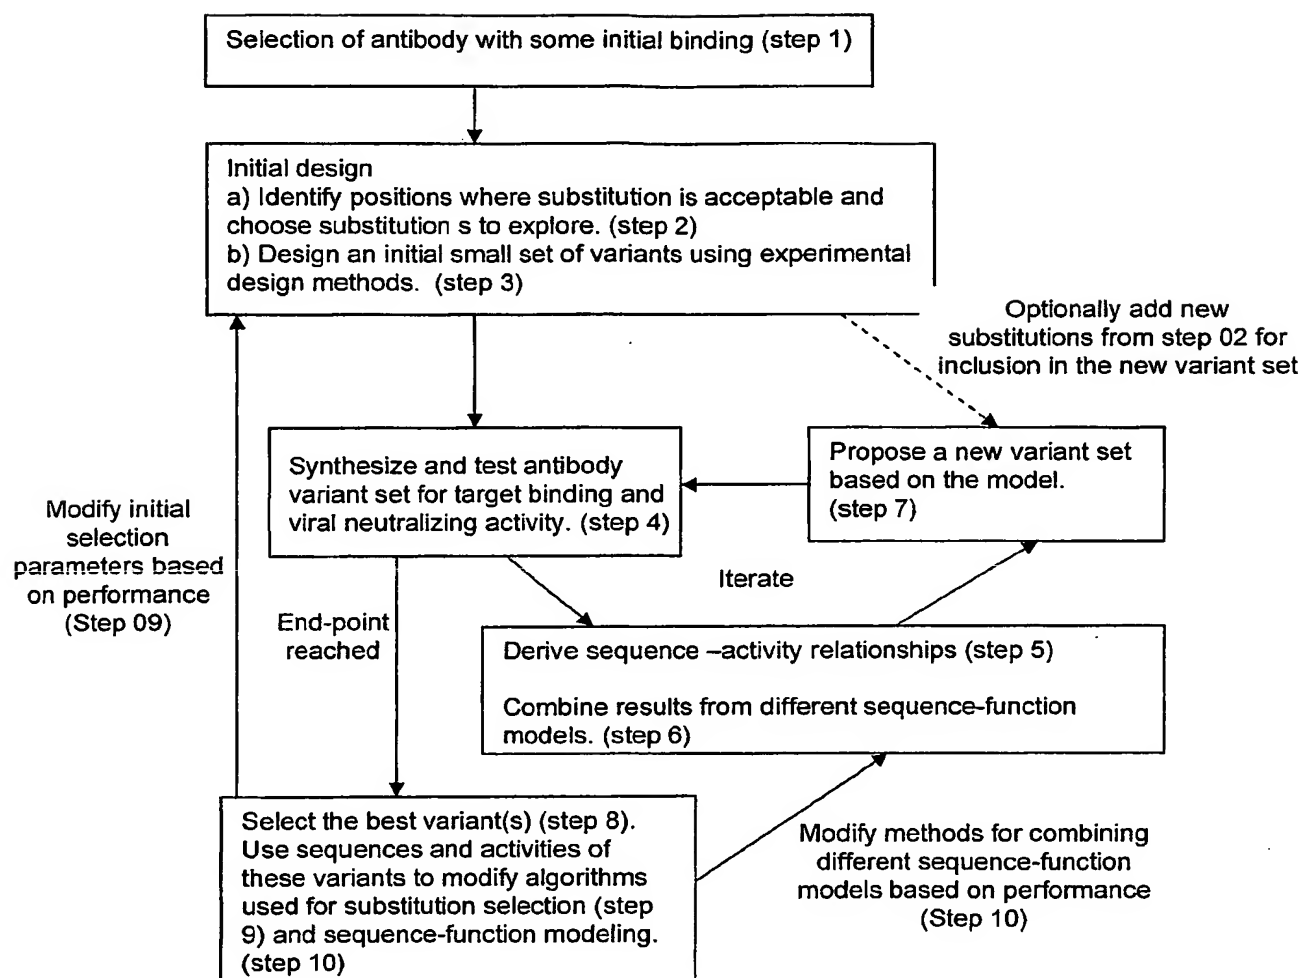 Selection of antibody with some initial binding (step 1)
Initial design
a) Identify positions where substitution is acceptable and
choose substitution s to explore. (step 2)
b) Design an initial small set of variants using experimental
design methods. (step 3)
Optionally add new
substitutions from step 02 for
inclusion in the new variant set
Synthesize and test antibody
variant set for target binding and
viral neutralizing activity. (step 4)
Propose a new variant set
based on the model.
(step 7)
Modify initial
selection
parameters based
on performance
(Step 09)
End-point
reached
Iterate
Derive sequence –activity relationships (step 5)
Combine results from different sequence-function
models. (step 6)
Select the best variant(s) (step 8).
Use sequences and activities of
these variants to modify algorithms
used for substitution selection (step
9) and sequence-function modeling.
(step 10)
Modify methods for combining
different sequence-function
models based on performance
(Step 10)